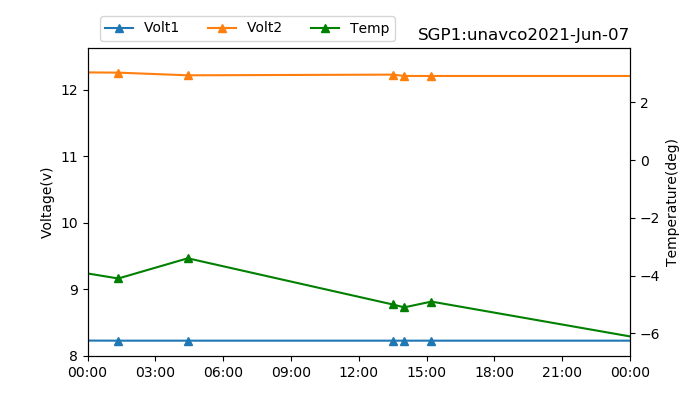 Volt1 Volt2 Temp
SGP1:unavco2021-Jun-07
12
11
10
9
8
Voltage(v)
2
0
−2
−4
−6
Temperature(deg)
00:00 03:00 06:00 09:00 12:00 15:00 18:00 21:00 00:00